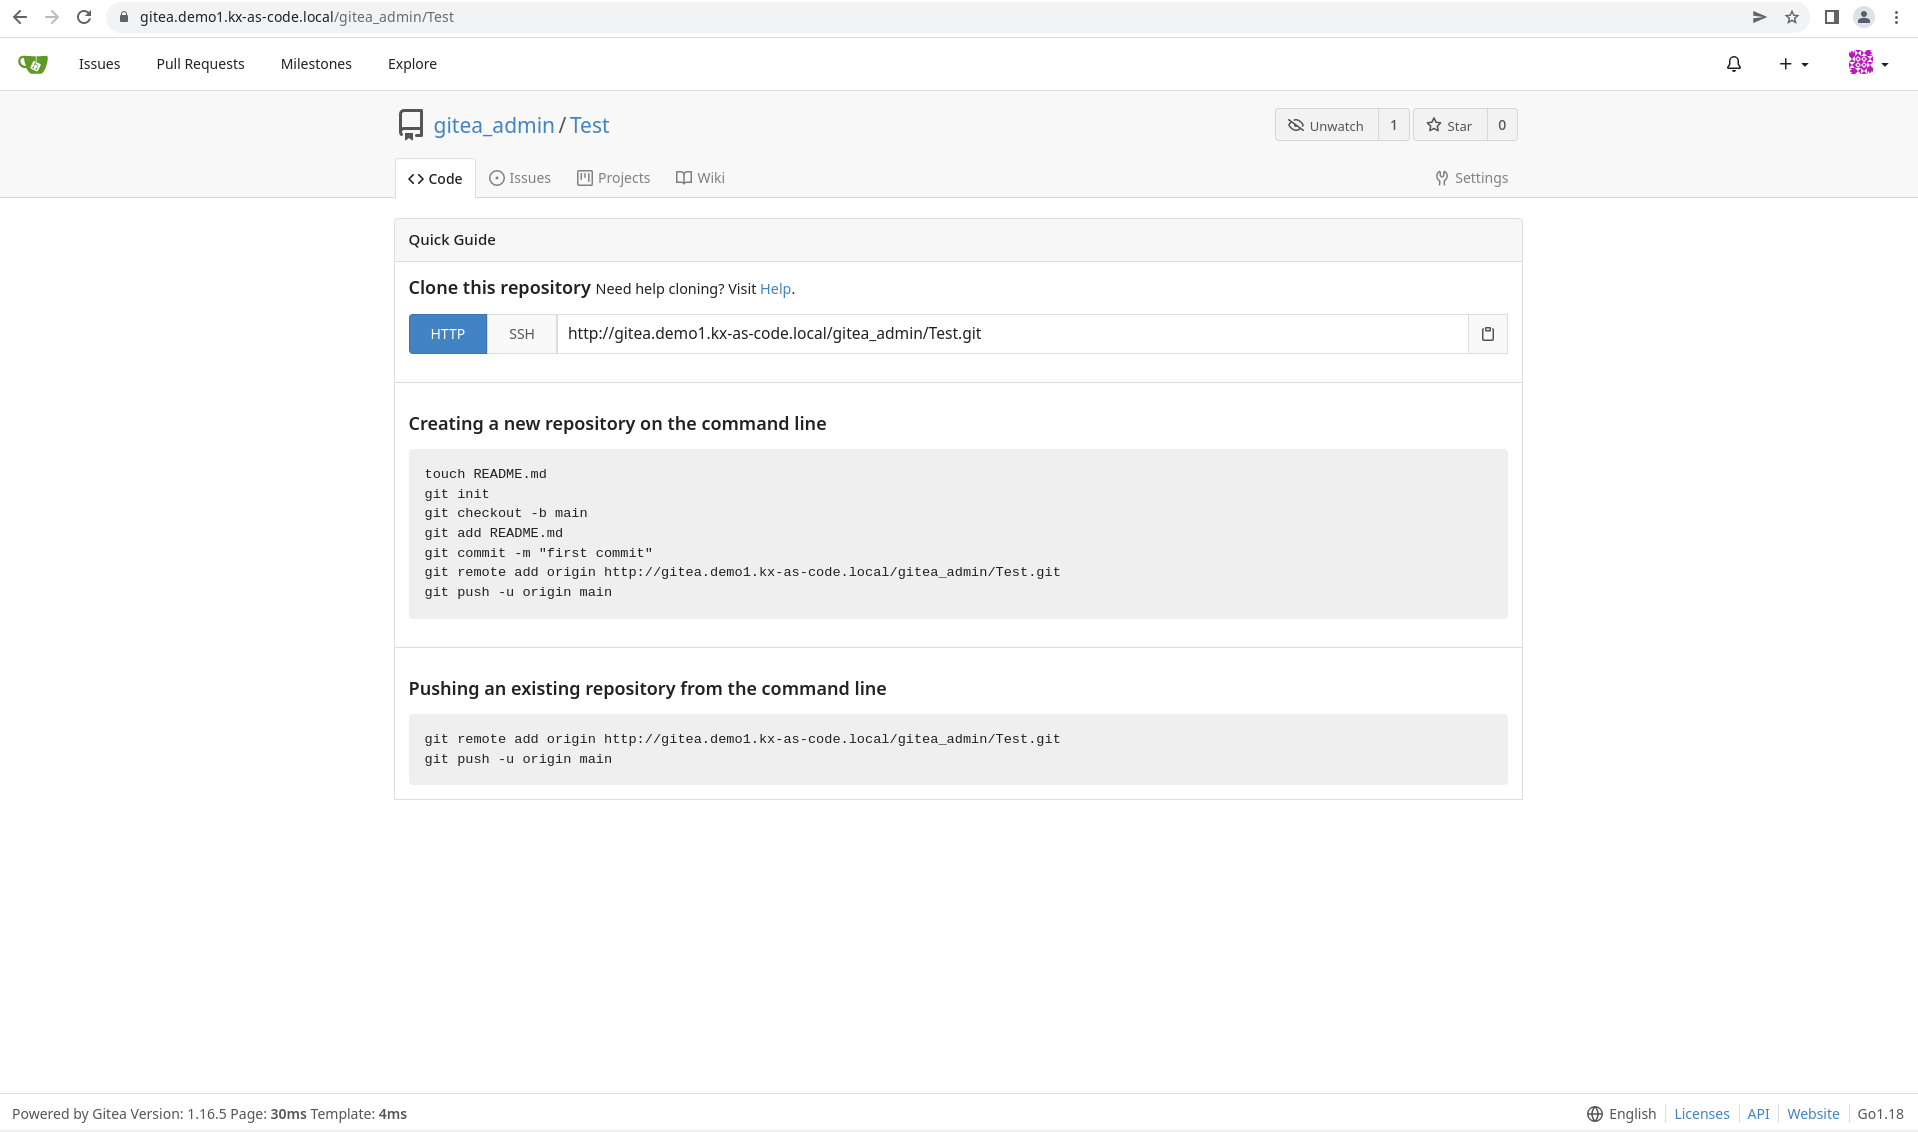 gitea.demo1.kx-as-code.local/gitea_admin/Test
Issues Pull Requests Milestones Explore
gitea_admin / Test
Unwatch 1 Star 0
Code Issues Projects Wiki Settings
Quick Guide
Clone this repository Need help cloning? Visit Help.
HTTP SSH http://gitea.demo1.kx-as-code.local/gitea_admin/Test.git
Creating a new repository on the command line
touch README.md
git init
git checkout -b main
git add README.md
git commit -m "first commit"
git remote add origin http://gitea.demo1.kx-as-code.local/gitea_admin/Test.git
git push -u origin main
Pushing an existing repository from the command line
git remote add origin http://gitea.demo1.kx-as-code.local/gitea_admin/Test.git
git push -u origin main
Powered by Gitea Version: 1.16.5 Page: 30ms Template: 4ms
English Licenses API Website Go1.18